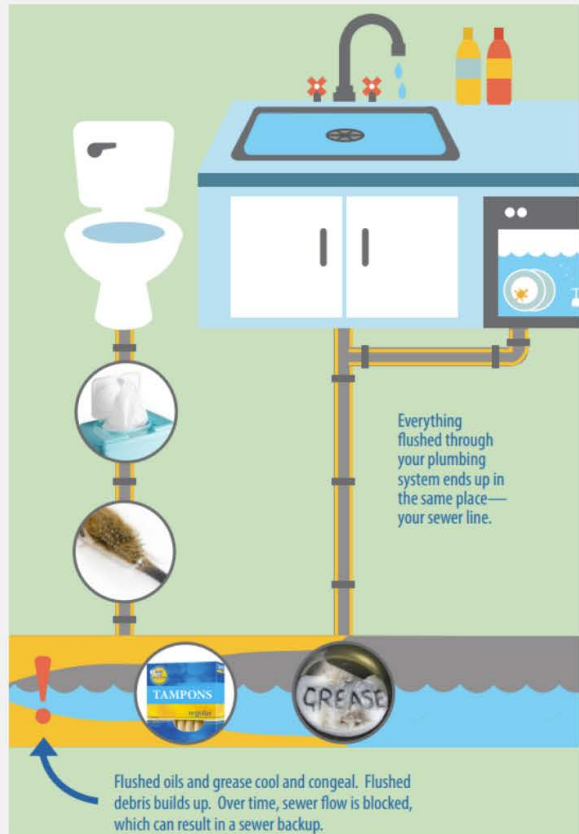 Everything
flushed through
your plumbing
system ends up in
the same place—
your sewer line.
TAMPONS
regular
GREASE
Flushed oils and grease cool and congeal. Flushed
debris builds up. Over time, sewer flow is blocked,
which can result in a sewer backup.